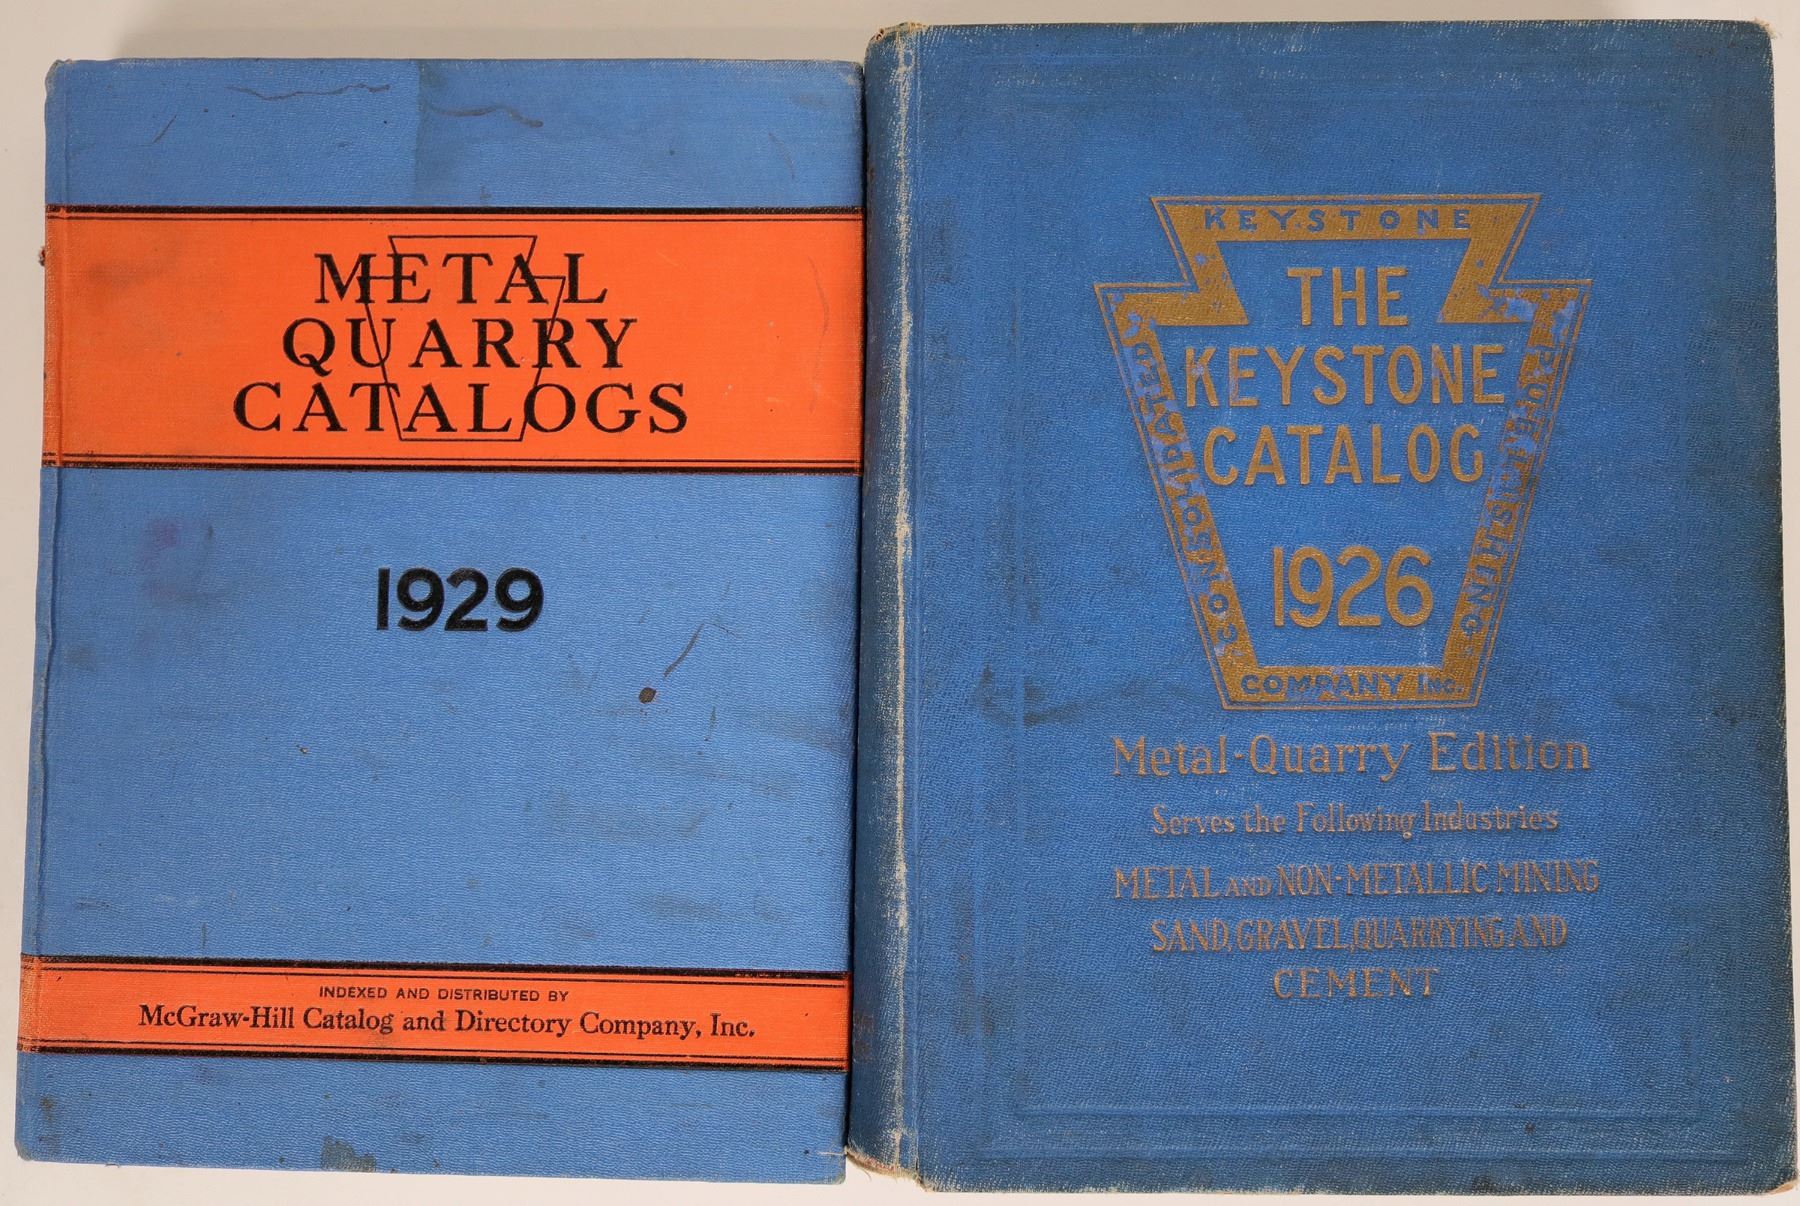 METAL
QUARRY
CATALOGS
1929
INDEXED AND DISTRIBUTED BY
McGraw-Hill Catalog and Directory Company, Inc.
KEYSTONE
CONSOLIDATED
PUBLISHING
COMPANY INC.
THE
KEYSTONE
CATALOG
1926
Metal-Quarry Edition
Serves the Following Industries
METAL AND NON-METALLIC MINING
SAND, GRAVEL, QUARRYING AND
CEMENT